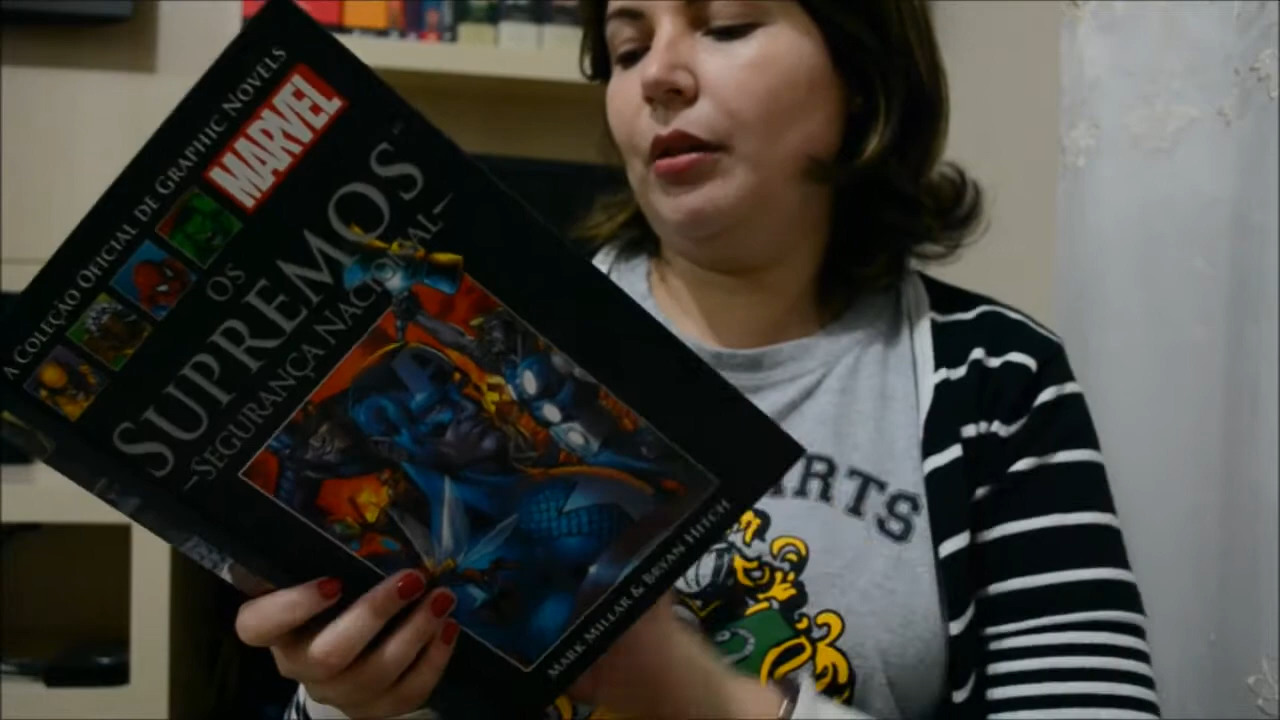 A COLEÇÃO OFICIAL DE GRAPHIC NOVELS
MARVEL
OS
SUPREMOS
–SEGURANÇA NACIONAL–
MARK MILLAR & BRYAN HITCH
ARTS